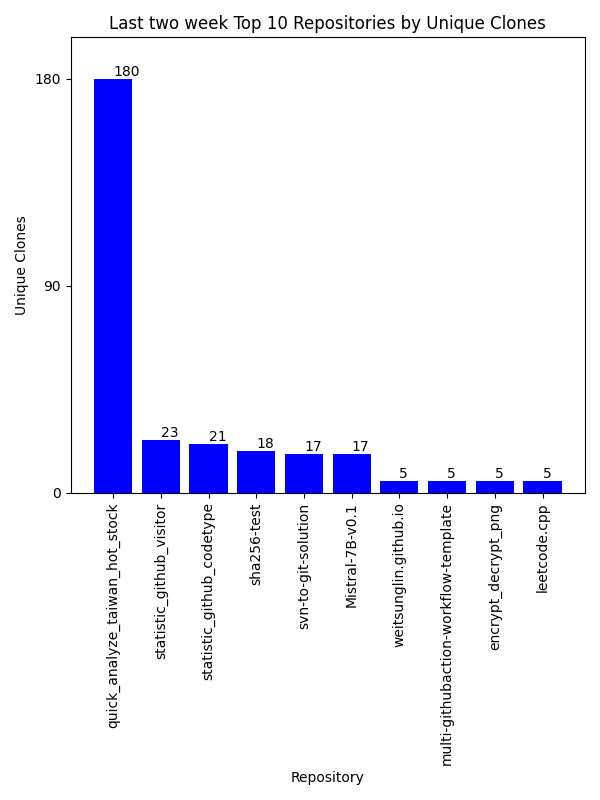 Last two week Top 10 Repositories by Unique Clones
Unique Clones
180
90
0
180
23
21
18
17
17
5
5
5
5
quick_analyze_taiwan_hot_stock
statistic_github_visitor
statistic_github_codetype
sha256-test
svn-to-git-solution
Mistral-7B-v0.1
weitsunglin.github.io
multi-githubaction-workflow-template
encrypt_decrypt_png
leetcode.cpp
Repository